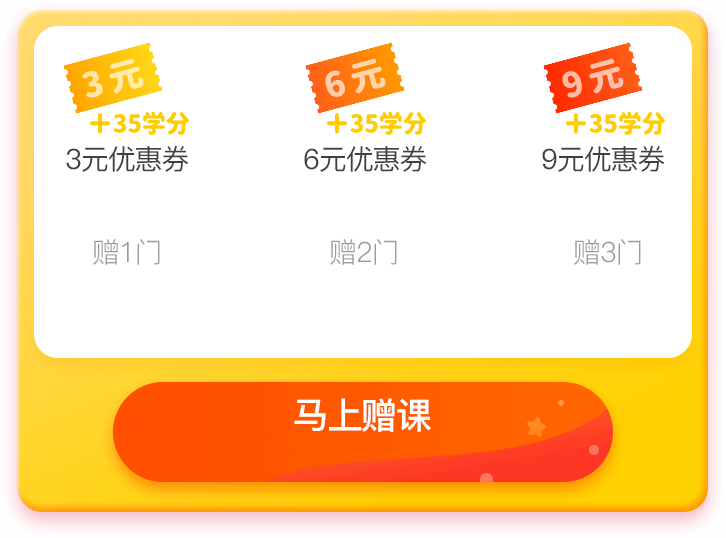 3元 6元 9元
+35学分 +35学分 +35学分
3元优惠券 6元优惠券 9元优惠券
赠1门 赠2门 赠3门
马上赠课